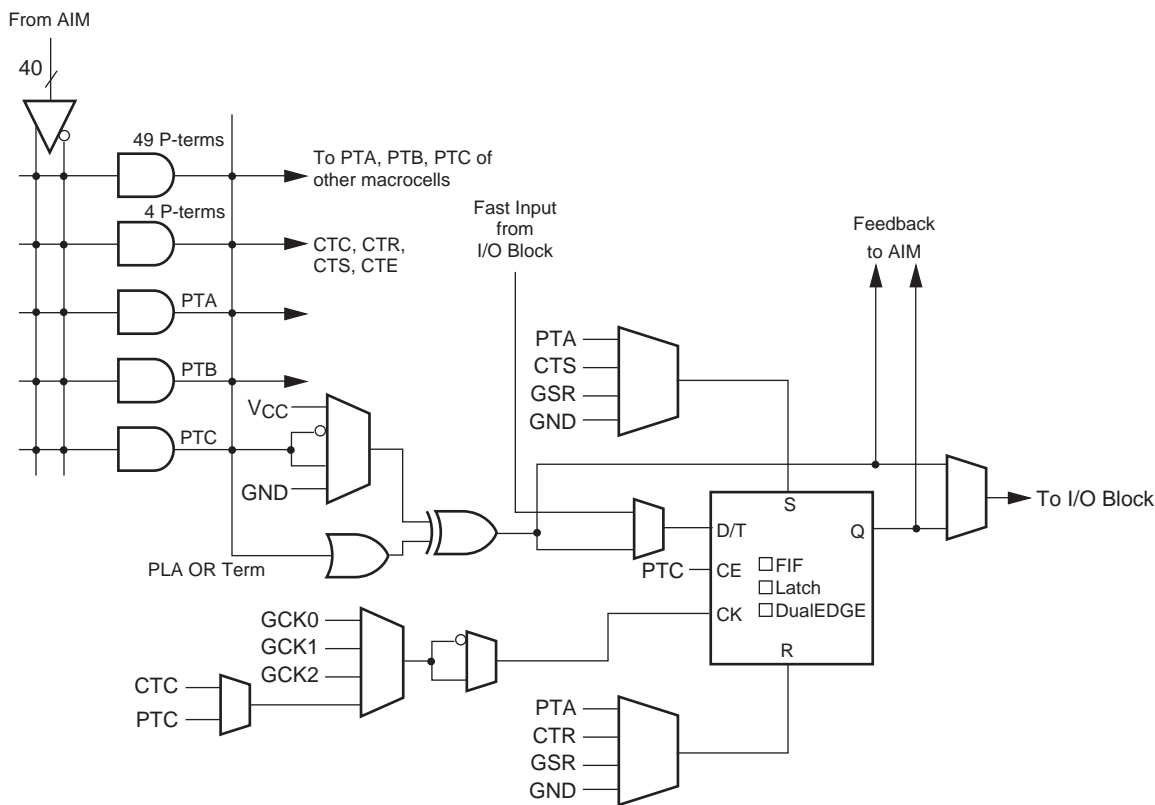 From AIM
40
49 P-terms
To PTA, PTB, PTC of
other macrocells
4 P-terms
CTC, CTR,
CTS, CTE
PTA
PTB
PTC
VCC
GND
PLA OR Term
Fast Input
from
I/O Block
Feedback
to AIM
PTA
CTS
GSR
GND
S
D/T
Q
PTC
CE
FIF
Latch
DualEDGE
CK
R
To I/O Block
GCK0
GCK1
GCK2
CTC
PTC
PTA
CTR
GSR
GND